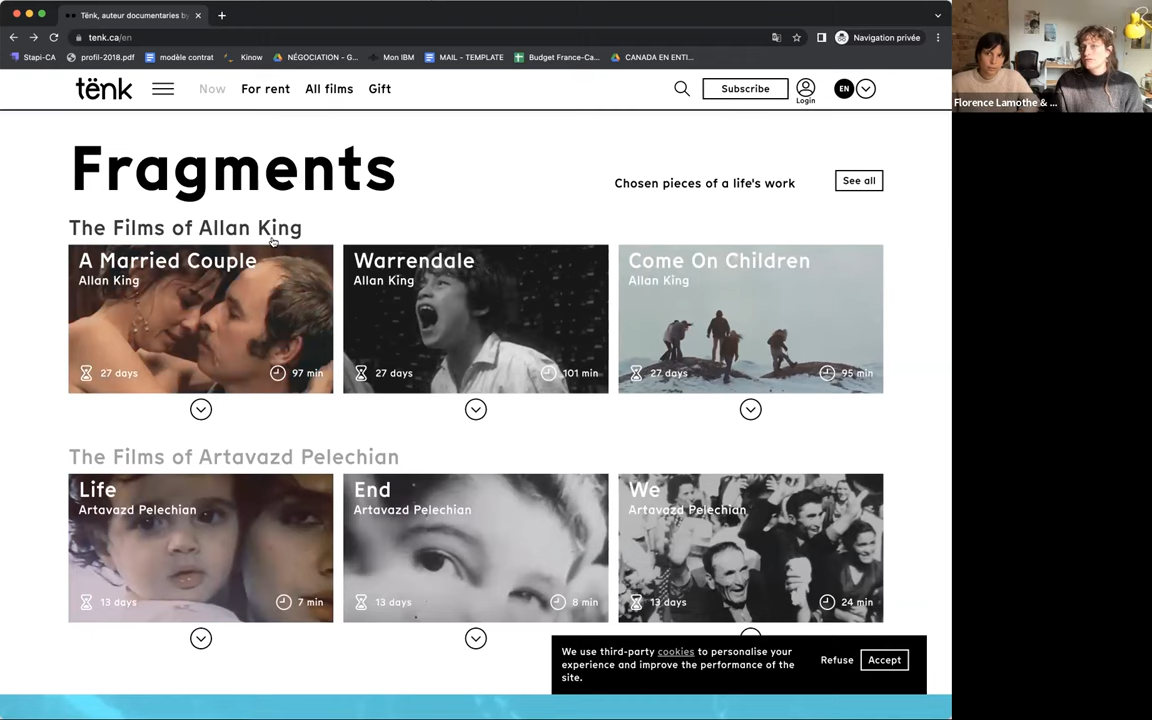 Tënk, auteur documentaries by
tenk.ca/en
Navigation privée
Stapi-CA
profil-2018.pdf
modèle contrat
Kinow
NÉGOCIATION - G...
Mon IBM
MAIL - TEMPLATE
Budget France-Ca...
CANADA EN ENTI...
tënk
Now
For rent
All films
Gift
Subscribe
Login
EN
Florence Lamothe & ...
Fragments
Chosen pieces of a life's work
See all
The Films of Allan King
A Married Couple
Allan King
27 days
97 min
Warrendale
Allan King
27 days
101 min
Come On Children
Allan King
27 days
95 min
The Films of Artavazd Pelechian
Life
Artavazd Pelechian
13 days
7 min
End
Artavazd Pelechian
13 days
8 min
We
Artavazd Pelechian
13 days
24 min
We use third-party cookies to personalise your
experience and improve the performance of the
site.
Refuse
Accept